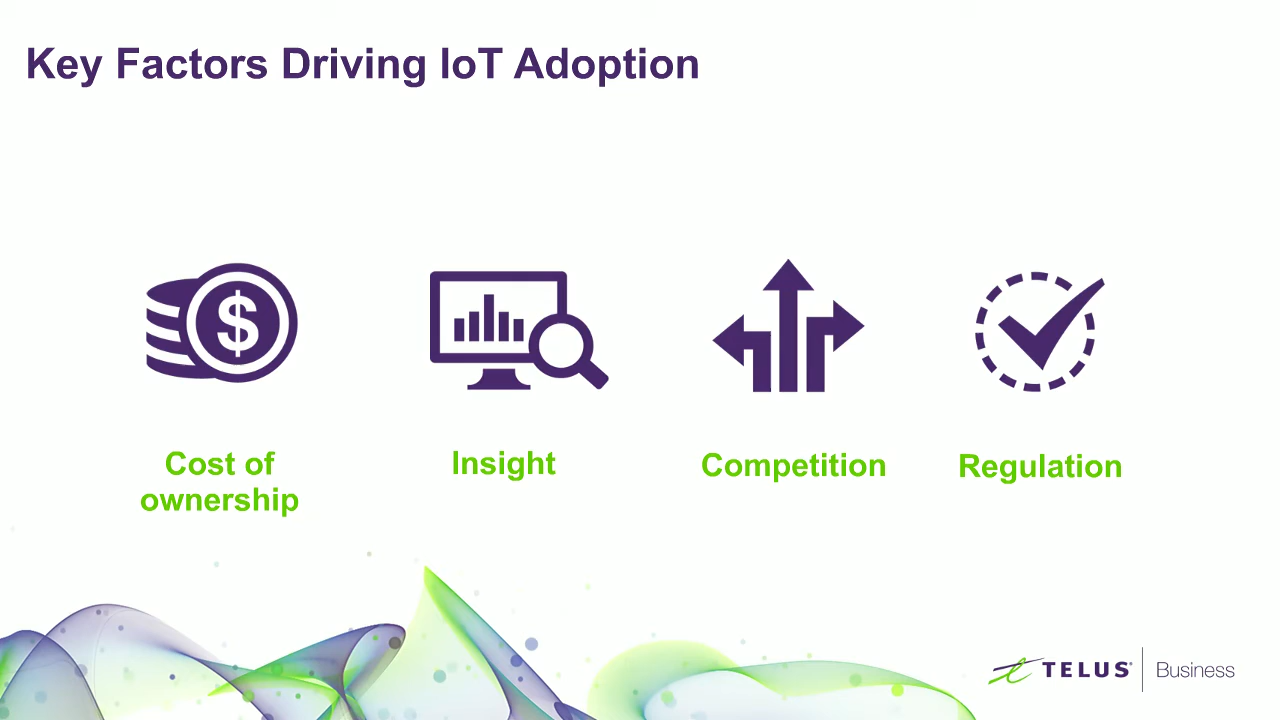 Key Factors Driving IoT Adoption
$
Cost of
ownership
Insight
Competition
Regulation
TELUS® Business